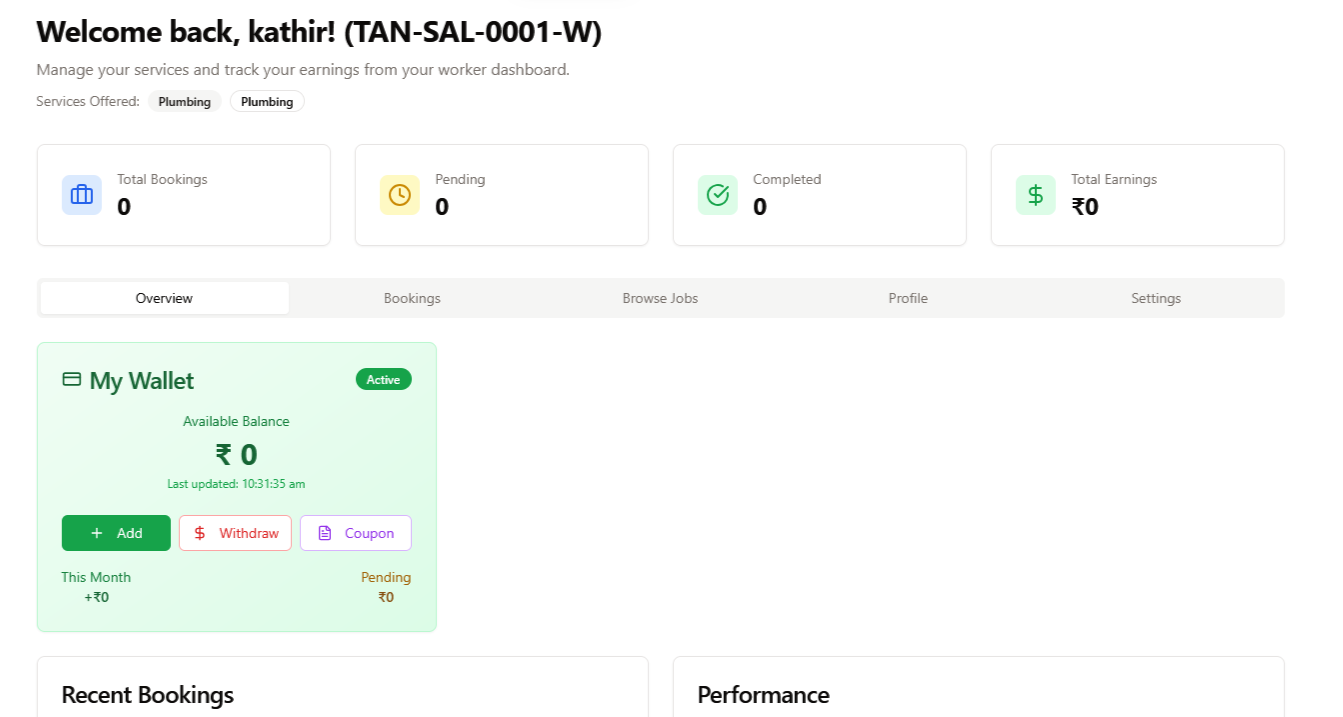 Welcome back, kathir! (TAN-SAL-0001-W)
Manage your services and track your earnings from your worker dashboard.
Services Offered: Plumbing Plumbing
Total Bookings
0
Pending
0
Completed
0
Total Earnings
₹0
Overview Bookings Browse Jobs Profile Settings
My Wallet Active
Available Balance
₹ 0
Last updated: 10:31:35 am
+ Add $ Withdraw Coupon
This Month Pending
+₹0 ₹0
Recent Bookings
Performance